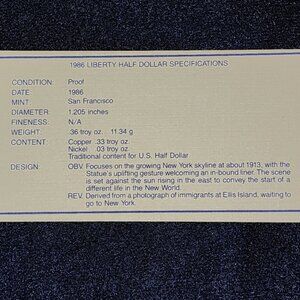 1986 LIBERTY HALF DOLLAR SPECIFICATIONS
CONDITION: Proof
DATE: 1986
MINT: San Francisco
DIAMETER: 1.205 inches
FINENESS: N/A
WEIGHT: .36 troy oz. 11.34 g
CONTENT: Copper .33 troy oz.
Nickel .03 troy oz.
Traditional content for U.S. Half Dollar
DESIGN: OBV. Focuses on the growing New York skyline at about 1913, with the
Statue's uplifting gesture welcoming an in-bound liner. The scene
is set against the sun rising in the east to convey the start of a
different life in the New World.
REV. Derived from a photograph of immigrants at Ellis Island, waiting to
go to New York.